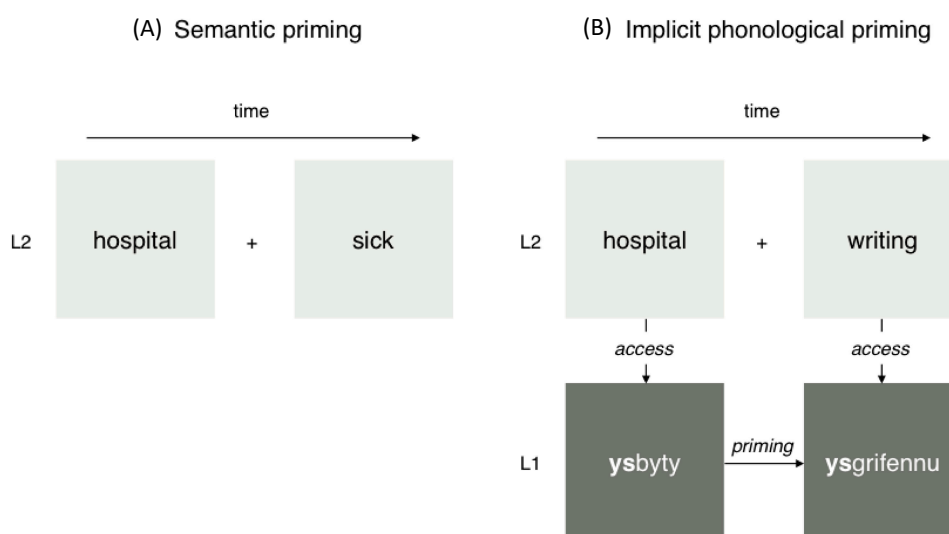 (A) Semantic priming
time
L2 hospital + sick
(B) Implicit phonological priming
time
L2 hospital + writing
access access
L1 ysbyty priming ysgrifennu